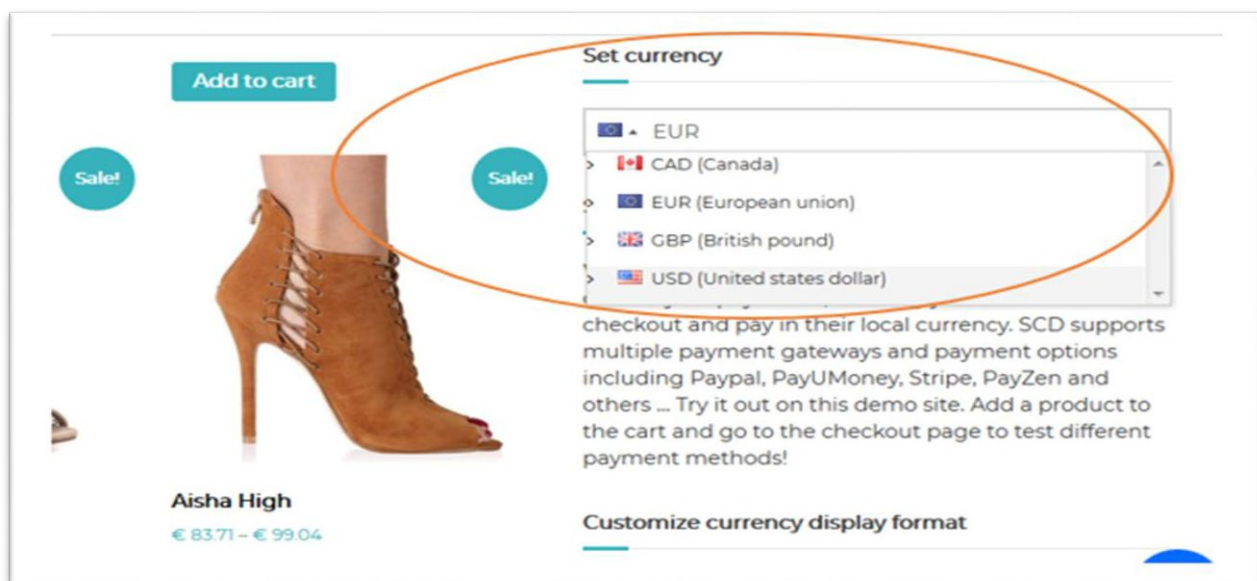 Add to cart
Sale!
Sale!
Aisha High
€ 83.71 – € 99.04
Set currency
EUR
CAD (Canada)
EUR (European union)
GBP (British pound)
USD (United states dollar)
checkout and pay in their local currency. SCD supports
multiple payment gateways and payment options
including Paypal, PayUMoney, Stripe, PayZen and
others ... Try it out on this demo site. Add a product to
the cart and go to the checkout page to test different
payment methods!
Customize currency display format